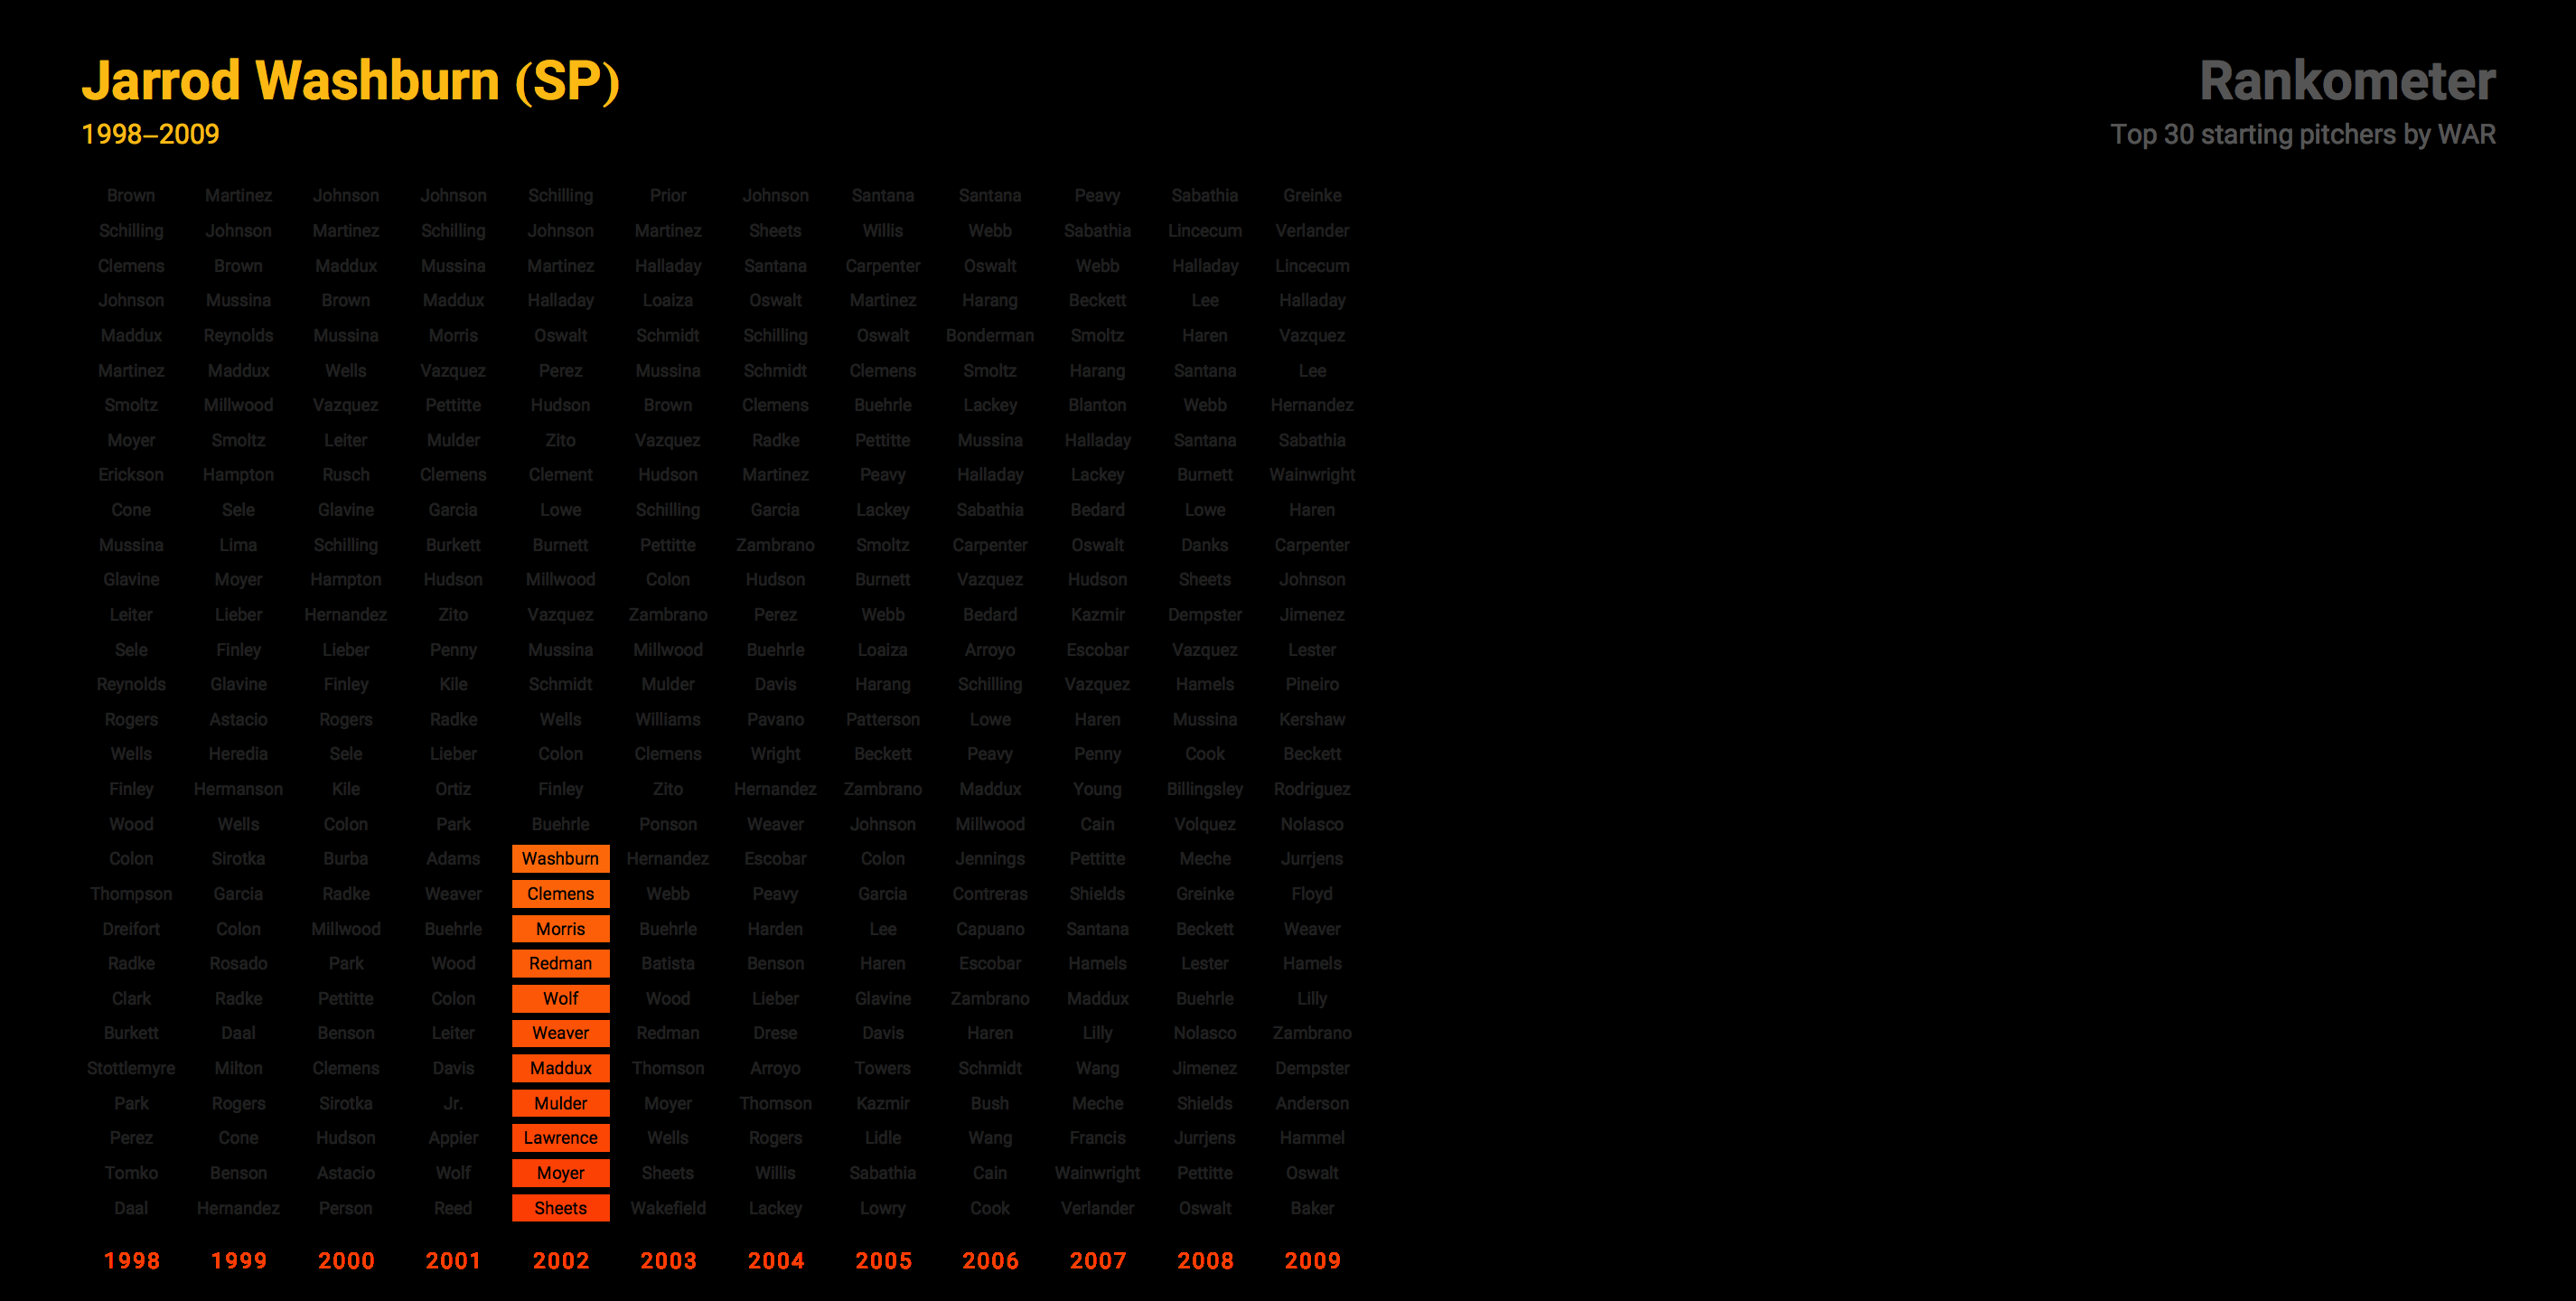 Jarrod Washburn (SP)
1998–2009
Rankometer
Top 30 starting pitchers by WAR
Brown Martinez Johnson Johnson Schilling Prior Johnson Santana Santana Peavy Sabathia Greinke
Schilling Johnson Martinez Schilling Johnson Martinez Sheets Willis Webb Sabathia Lincecum Verlander
Clemens Brown Maddux Mussina Martinez Halladay Santana Carpenter Oswalt Webb Halladay Lincecum
Johnson Mussina Brown Maddux Halladay Loaiza Oswalt Martinez Harang Beckett Lee Halladay
Maddux Reynolds Mussina Morris Oswalt Schmidt Schilling Oswalt Bonderman Smoltz Haren Vazquez
Martinez Maddux Wells Vazquez Perez Mussina Schmidt Clemens Smoltz Harang Santana Lee
Smoltz Millwood Vazquez Pettitte Hudson Brown Clemens Buehrle Lackey Blanton Webb Hernandez
Moyer Smoltz Leiter Mulder Zito Vazquez Radke Pettitte Mussina Halladay Santana Sabathia
Erickson Hampton Rusch Clemens Clement Hudson Martinez Peavy Halladay Lackey Burnett Wainwright
Cone Sele Glavine Garcia Lowe Schilling Garcia Lackey Sabathia Bedard Lowe Haren
Mussina Lima Schilling Burkett Burnett Pettitte Zambrano Smoltz Carpenter Oswalt Danks Carpenter
Glavine Moyer Hampton Hudson Millwood Colon Hudson Burnett Vazquez Hudson Sheets Johnson
Leiter Lieber Hernandez Zito Vazquez Zambrano Perez Webb Bedard Kazmir Dempster Jimenez
Sele Finley Lieber Penny Mussina Millwood Buehrle Loaiza Arroyo Escobar Vazquez Lester
Reynolds Glavine Finley Kile Schmidt Mulder Davis Harang Schilling Vazquez Hamels Pineiro
Rogers Astacio Rogers Radke Wells Williams Pavano Patterson Lowe Haren Mussina Kershaw
Wells Heredia Sele Lieber Colon Clemens Wright Beckett Peavy Penny Cook Beckett
Finley Hermanson Kile Ortiz Finley Zito Hernandez Zambrano Maddux Young Billingsley Rodriguez
Wood Wells Colon Park Buehrle Ponson Weaver Johnson Millwood Cain Volquez Nolasco
Colon Sirotka Burba Adams Washburn Hernandez Escobar Colon Jennings Pettitte Meche Jurrjens
Thompson Garcia Radke Weaver Clemens Webb Peavy Garcia Contreras Shields Greinke Floyd
Dreifort Colon Millwood Buehrle Morris Buehrle Harden Lee Capuano Santana Beckett Weaver
Radke Rosado Park Wood Redman Batista Benson Haren Escobar Hamels Lester Hamels
Clark Radke Pettitte Colon Wolf Wood Lieber Glavine Zambrano Maddux Buehrle Lilly
Burkett Daal Benson Leiter Weaver Redman Drese Davis Haren Lilly Nolasco Zambrano
Stottlemyre Milton Clemens Davis Maddux Thomson Arroyo Towers Schmidt Wang Jimenez Dempster
Park Rogers Sirotka Jr. Mulder Moyer Thomson Kazmir Bush Meche Shields Anderson
Perez Cone Hudson Appier Lawrence Wells Rogers Lidle Wang Francis Jurrjens Hammel
Tomko Benson Astacio Wolf Moyer Sheets Willis Sabathia Cain Wainwright Pettitte Oswalt
Daal Hernandez Person Reed Sheets Wakefield Lackey Lowry Cook Verlander Oswalt Baker
1998 1999 2000 2001 2002 2003 2004 2005 2006 2007 2008 2009